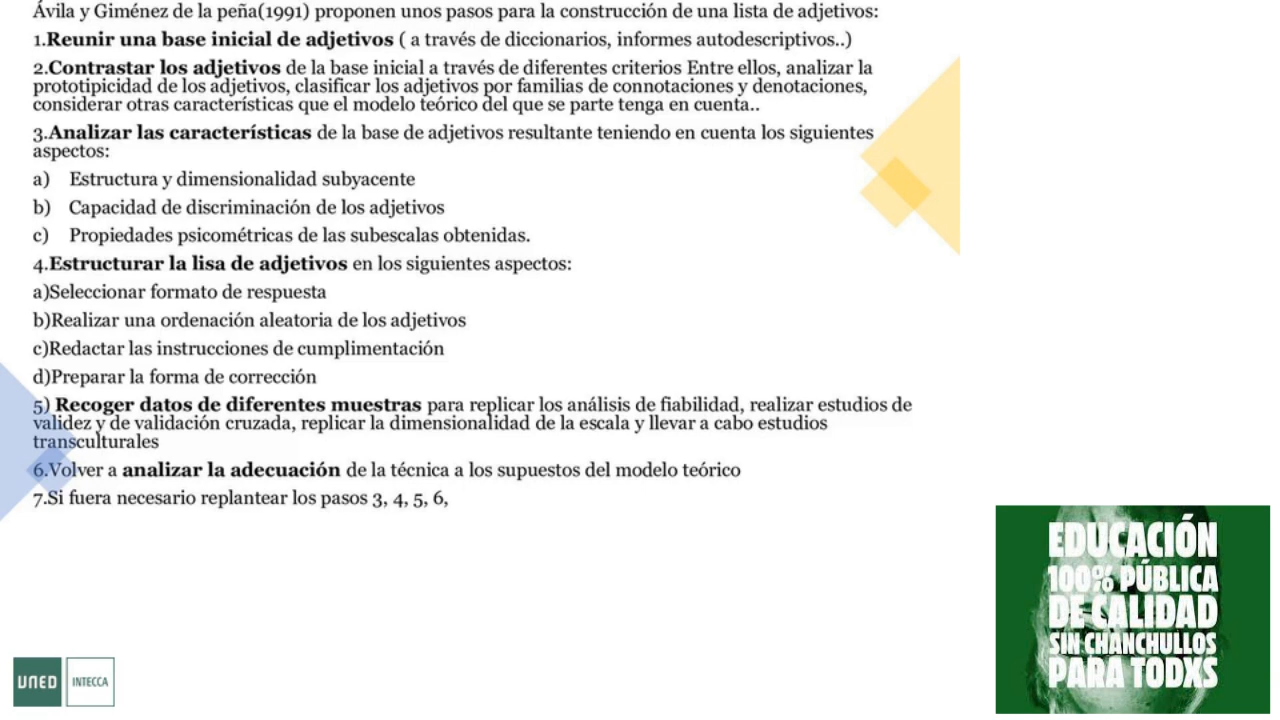 Ávila y Giménez de la peña(1991) proponen unos pasos para la construcción de una lista de adjetivos:
1.Reunir una base inicial de adjetivos ( a través de diccionarios, informes autodescriptivos..)
2.Contrastar los adjetivos de la base inicial a través de diferentes criterios Entre ellos, analizar la
prototipicidad de los adjetivos, clasificar los adjetivos por familias de connotaciones y denotaciones,
considerar otras características que el modelo teórico del que se parte tenga en cuenta..
3.Analizar las características de la base de adjetivos resultante teniendo en cuenta los siguientes
aspectos:
a) Estructura y dimensionalidad subyacente
b) Capacidad de discriminación de los adjetivos
c) Propiedades psicométricas de las subescalas obtenidas.
4.Estructurar la lisa de adjetivos en los siguientes aspectos:
a)Seleccionar formato de respuesta
b)Realizar una ordenación aleatoria de los adjetivos
c)Redactar las instrucciones de cumplimentación
d)Preparar la forma de corrección
5) Recoger datos de diferentes muestras para replicar los análisis de fiabilidad, realizar estudios de
validez y de validación cruzada, replicar la dimensionalidad de la escala y llevar a cabo estudios
transculturales
6.Volver a analizar la adecuación de la técnica a los supuestos del modelo teórico
7.Si fuera necesario replantear los pasos 3, 4, 5, 6,
EDUCACIÓN
100% PÚBLICA
DE CALIDAD
SIN CHANCHULLOS
PARA TODXS
UNED
INTECCA